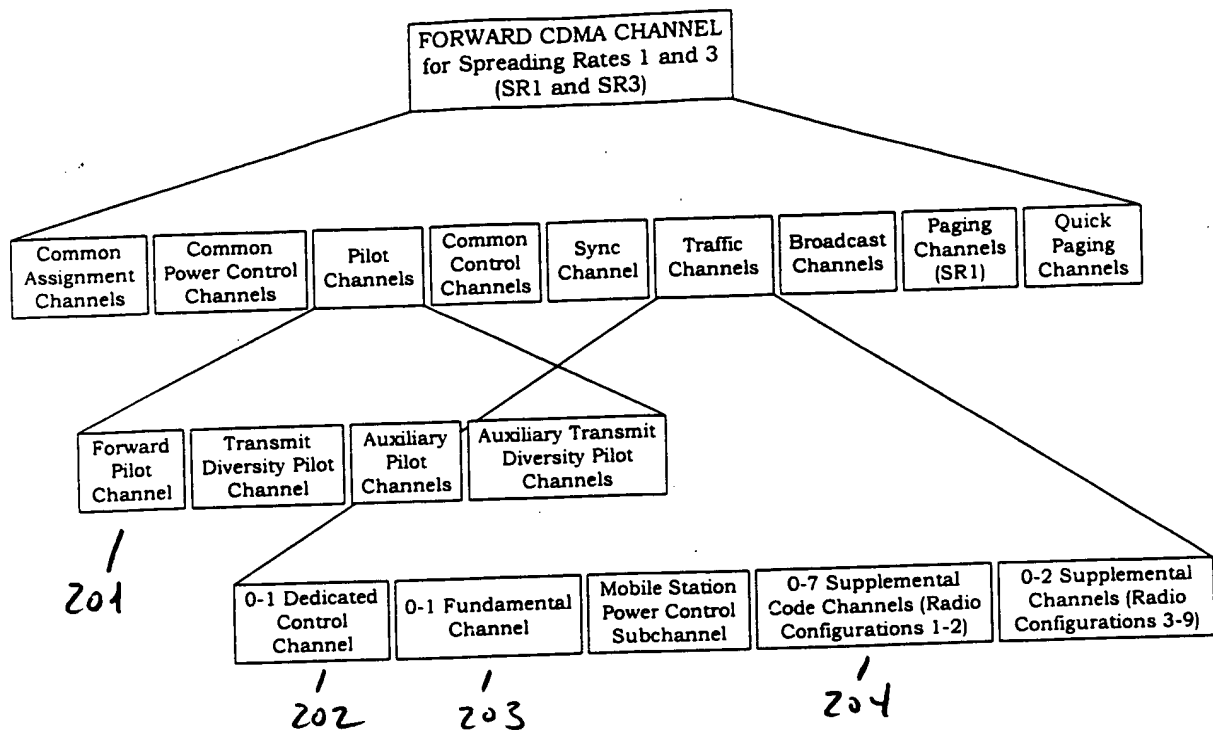 FORWARD CDMA CHANNEL
for Spreading Rates 1 and 3
(SR1 and SR3)
Common
Assignment
Channels
Common
Power Control
Channels
Pilot
Channels
Common
Control
Channels
Sync
Channel
Traffic
Channels
Broadcast
Channels
Paging
Channels
(SR1)
Quick
Paging
Channels
Forward
Pilot
Channel
Transmit
Diversity Pilot
Channel
Auxiliary
Pilot
Channels
Auxiliary Transmit
Diversity Pilot
Channels
201
0-1 Dedicated
Control
Channel
0-1 Fundamental
Channel
Mobile Station
Power Control
Subchannel
0-7 Supplemental
Code Channels (Radio
Configurations 1-2)
0-2 Supplemental
Channels (Radio
Configurations 3-9)
202
203
204